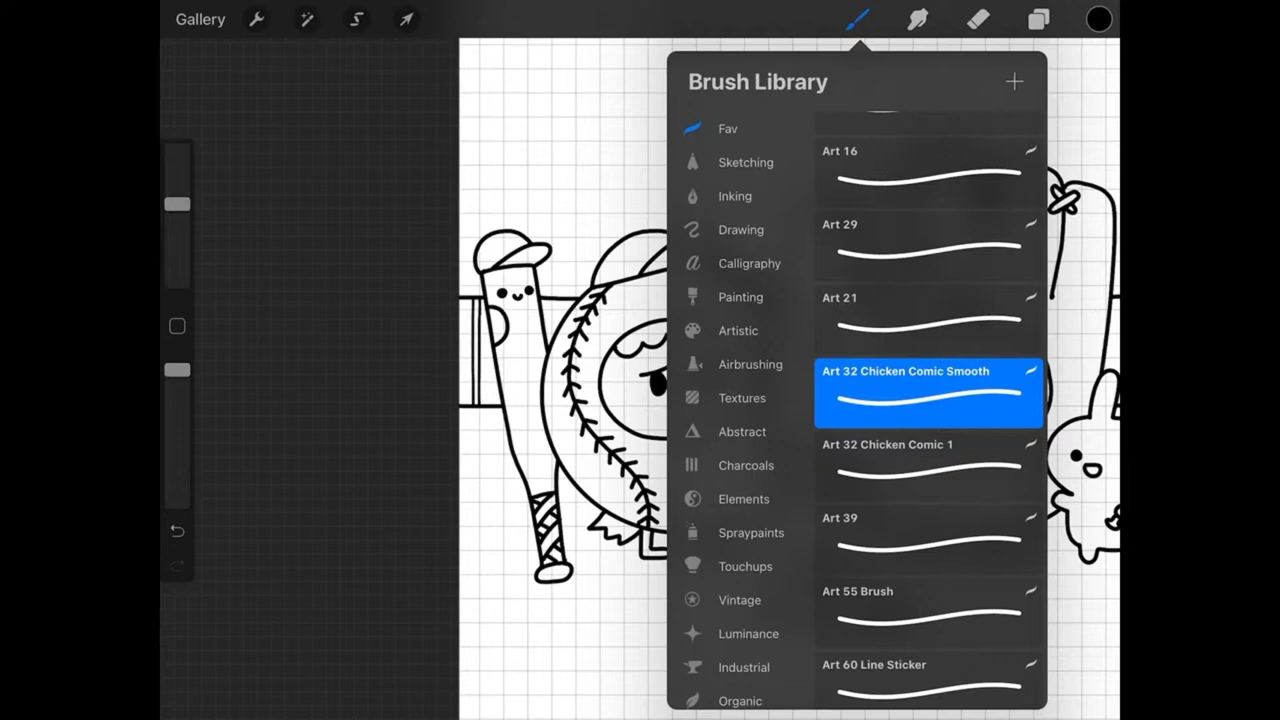 Gallery
Brush Library
Fav
Sketching
Inking
Drawing
Calligraphy
Painting
Artistic
Airbrushing
Textures
Abstract
Charcoals
Elements
Spraypaints
Touchups
Vintage
Luminance
Industrial
Organic
Art 16
Art 29
Art 21
Art 32 Chicken Comic Smooth
Art 32 Chicken Comic 1
Art 39
Art 55 Brush
Art 60 Line Sticker